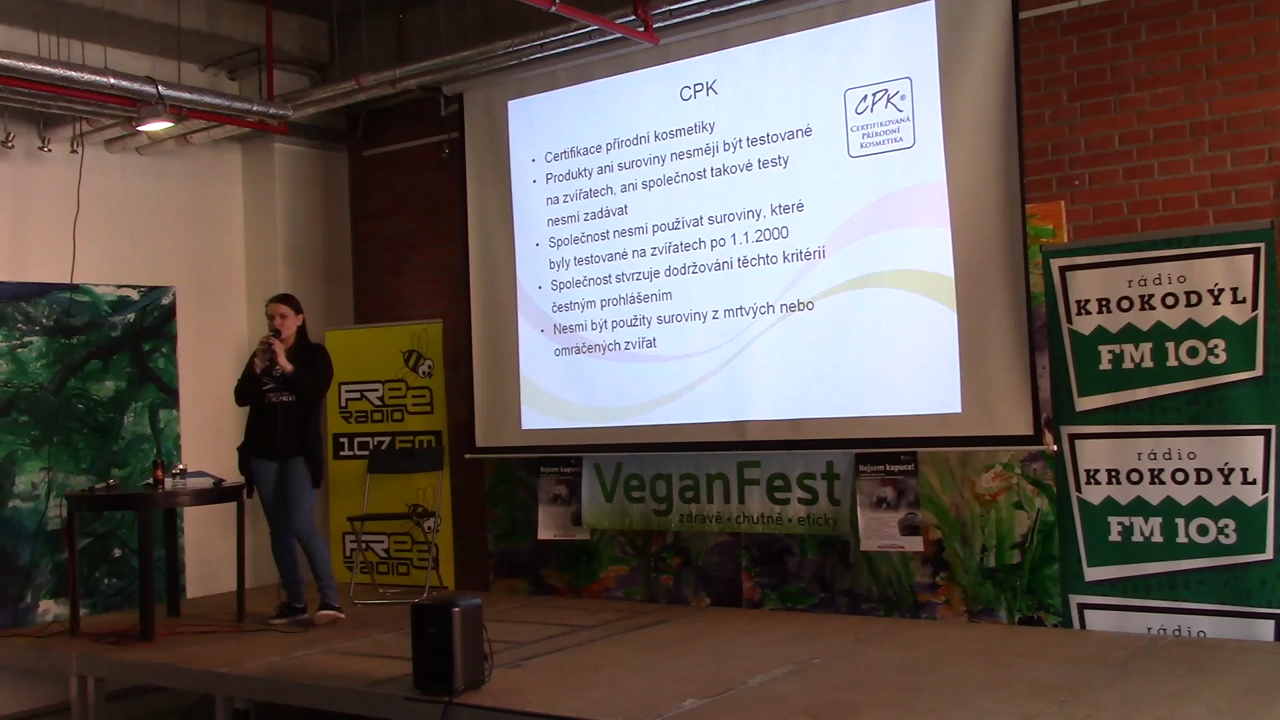 CPK
CPK®
CERTIFIKOVANÁ
PŘÍRODNÍ
KOSMETIKA
• Certifikace přírodní kosmetiky
• Produkty ani suroviny nesmějí být testované
na zvířatech, ani společnost takové testy
nesmí zadávat
• Společnost nesmí používat suroviny, které
byly testované na zvířatech po 1.1.2000
• Společnost stvrzuje dodržování těchto kritérií
čestným prohlášením
• Nesmí být použity suroviny z mrtvých nebo
omráčených zvířat
FREE
RADIO
107 FM
FREE
RADIO
Nejsem kapuce!
VeganFest
zdravě • chutně • eticky
Nejsem kapuce!
rádio
KROKODÝL
FM 103
rádio
KROKODÝL
FM 103
rádio